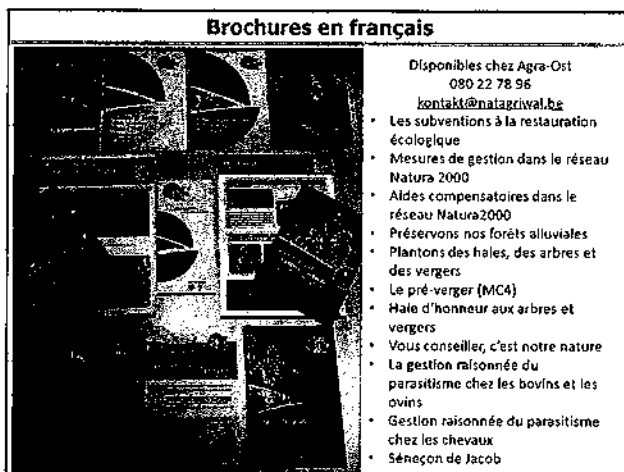 Brochures en français
Disponibles chez Agra-Ost
080 22 78 96
kontakt@natagriwal.be
• Les subventions à la restauration
écologique
• Mesures de gestion dans le réseau
Natura 2000
• Aides compensatoires dans le
réseau Natura2000
• Préservons nos forêts alluviales
• Plantons des haies, des arbres et
des vergers
• Le pré-verger (MC4)
• Haie d'honneur aux arbres et
vergers
• Vous conseiller, c'est notre nature
• La gestion raisonnée du
parasitisme chez les bovins et les
ovins
• Gestion raisonnée du parasitisme
chez les chevaux
• Séneçon de Jacob